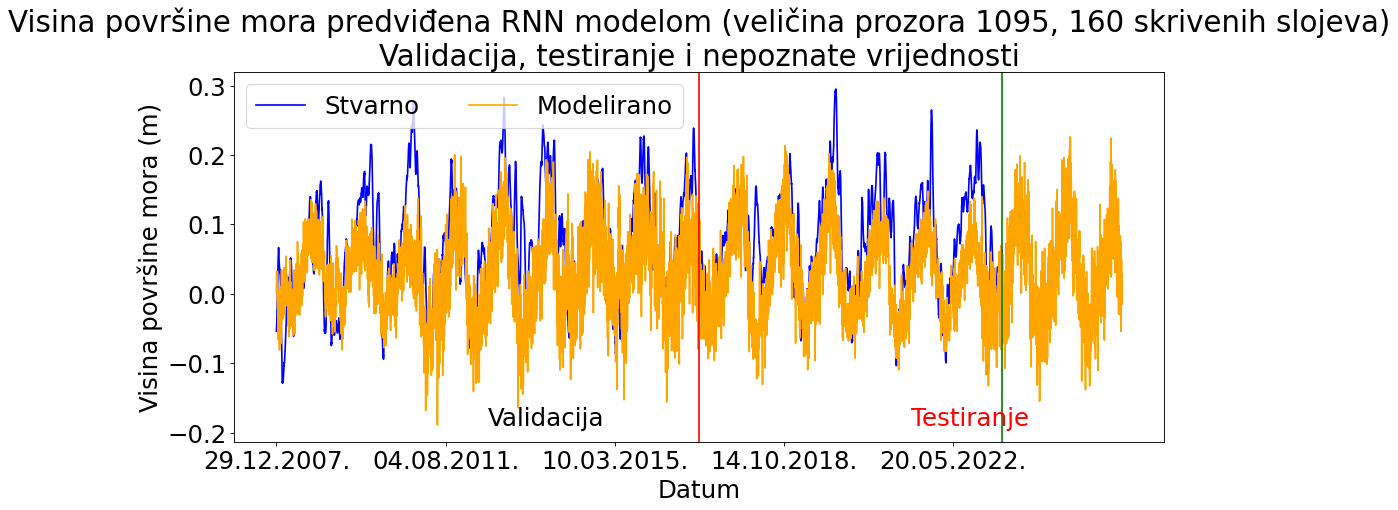 Visina površine mora predviđena RNN modelom (veličina prozora 1095, 160 skrivenih slojeva)
Validacija, testiranje i nepoznate vrijednosti
Stvarno
Modelirano
Visina površine mora (m)
0.3
0.2
0.1
0.0
−0.1
−0.2
Validacija
Testiranje
29.12.2007.
04.08.2011.
10.03.2015.
14.10.2018.
20.05.2022.
Datum